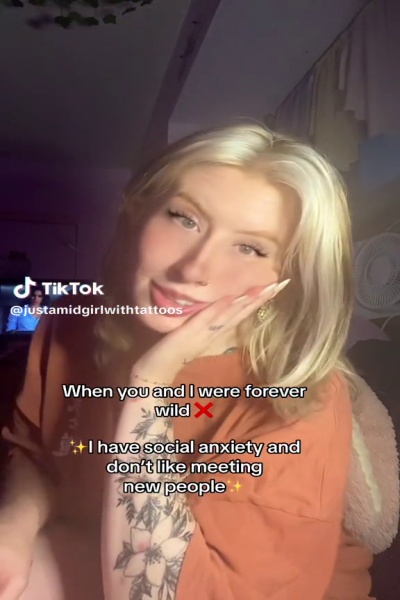 TikTok
@justamidgirlwithtattoos
When you and I were forever
wild ❌
✨I have social anxiety and
don't like meeting
new people✨